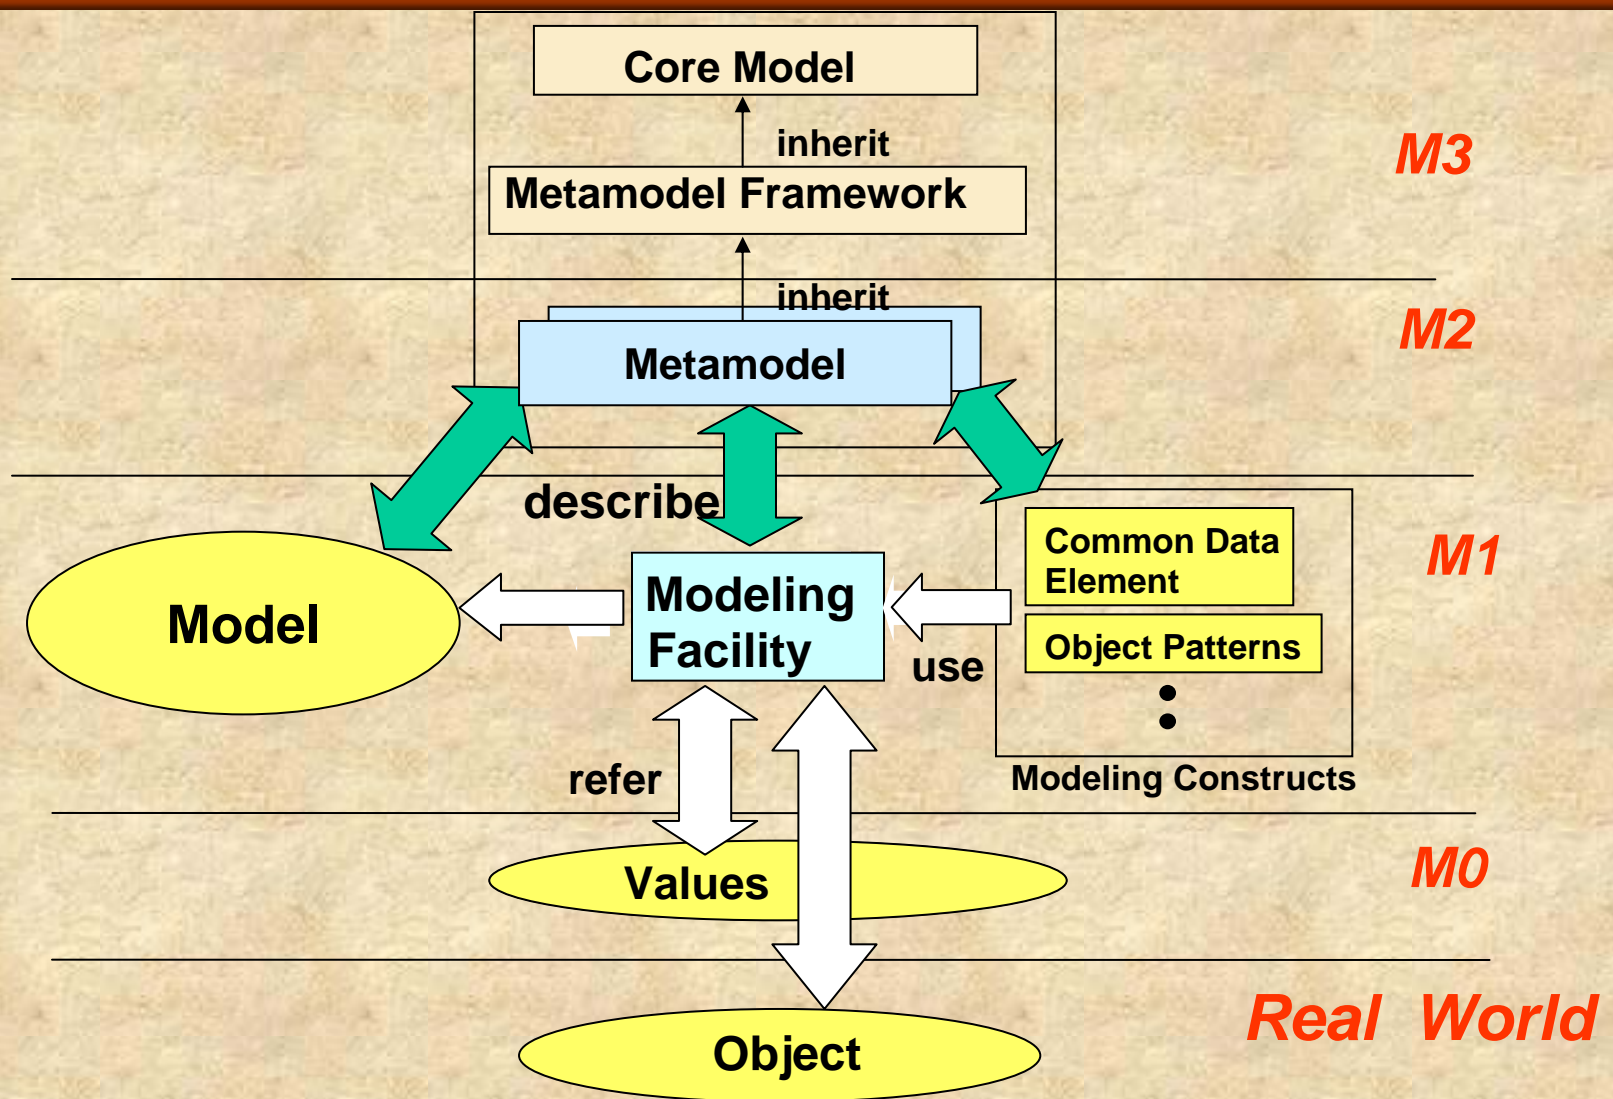 Core Model
inherit
M3
Metamodel Framework
inherit
M2
Metamodel
describe
Common Data
Element
M1
Modeling
Facility
Model
Object Patterns
use
refer
Modeling Constructs
Values
M0
Real World
Object